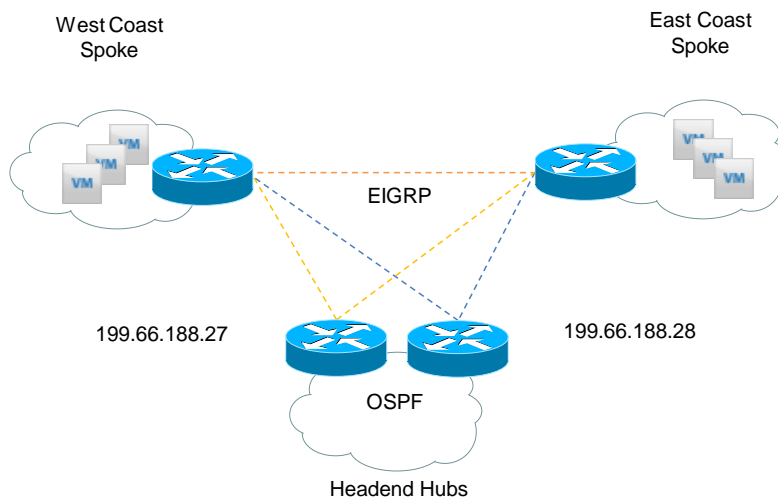 West Coast
Spoke
East Coast
Spoke
VM
VM
VM
VM
VM
VM
EIGRP
199.66.188.27
199.66.188.28
OSPF
Headend Hubs